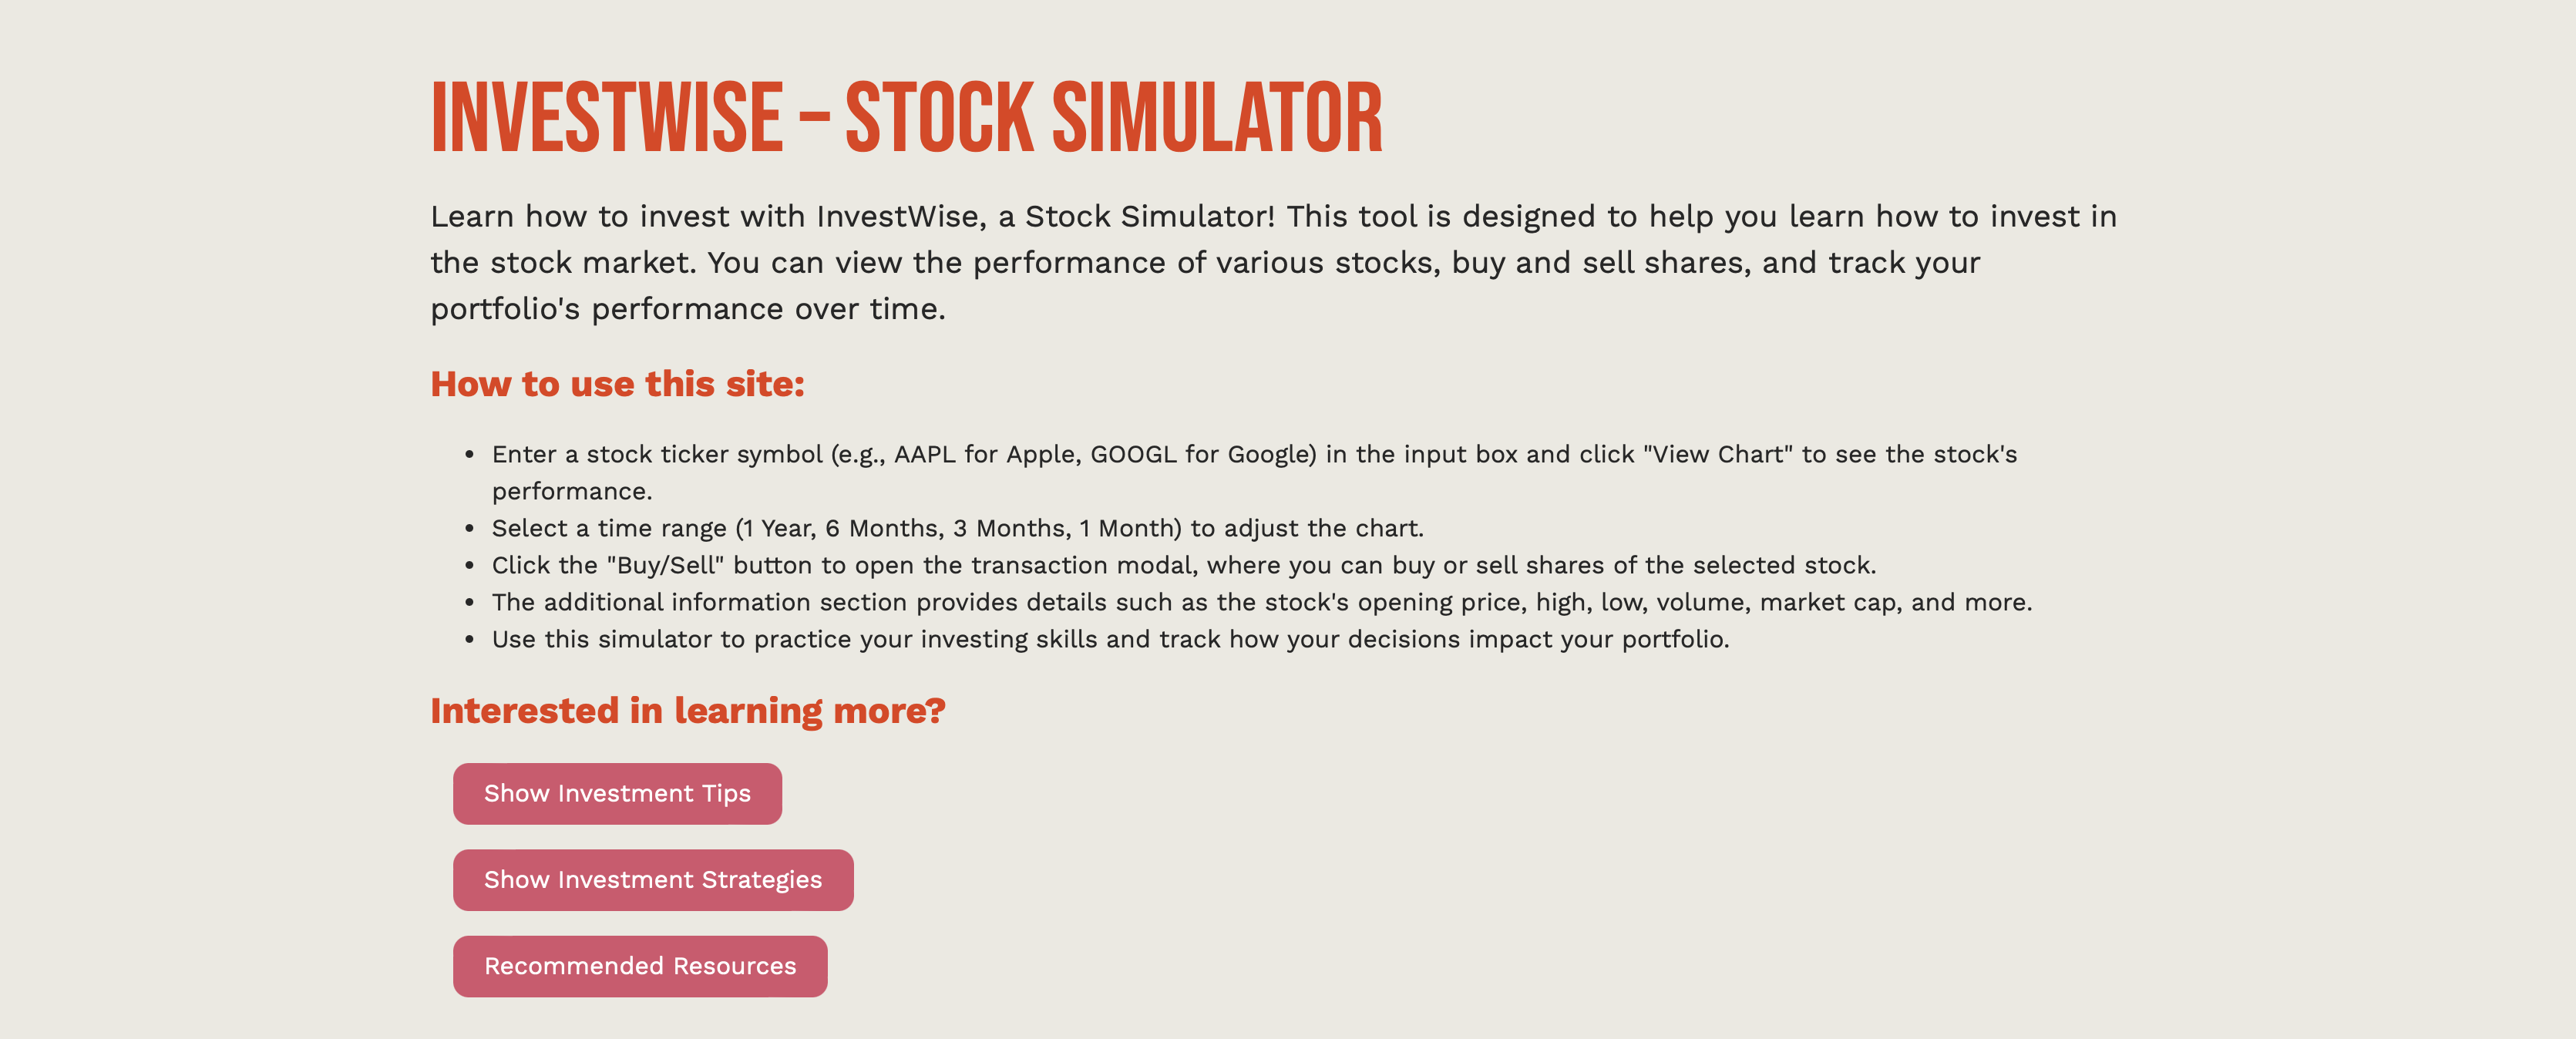 INVESTWISE – STOCK SIMULATOR
Learn how to invest with InvestWise, a Stock Simulator! This tool is designed to help you learn how to invest in
the stock market. You can view the performance of various stocks, buy and sell shares, and track your
portfolio's performance over time.
How to use this site:
• Enter a stock ticker symbol (e.g., AAPL for Apple, GOOGL for Google) in the input box and click "View Chart" to see the stock's
performance.
• Select a time range (1 Year, 6 Months, 3 Months, 1 Month) to adjust the chart.
• Click the "Buy/Sell" button to open the transaction modal, where you can buy or sell shares of the selected stock.
• The additional information section provides details such as the stock's opening price, high, low, volume, market cap, and more.
• Use this simulator to practice your investing skills and track how your decisions impact your portfolio.
Interested in learning more?
Show Investment Tips
Show Investment Strategies
Recommended Resources